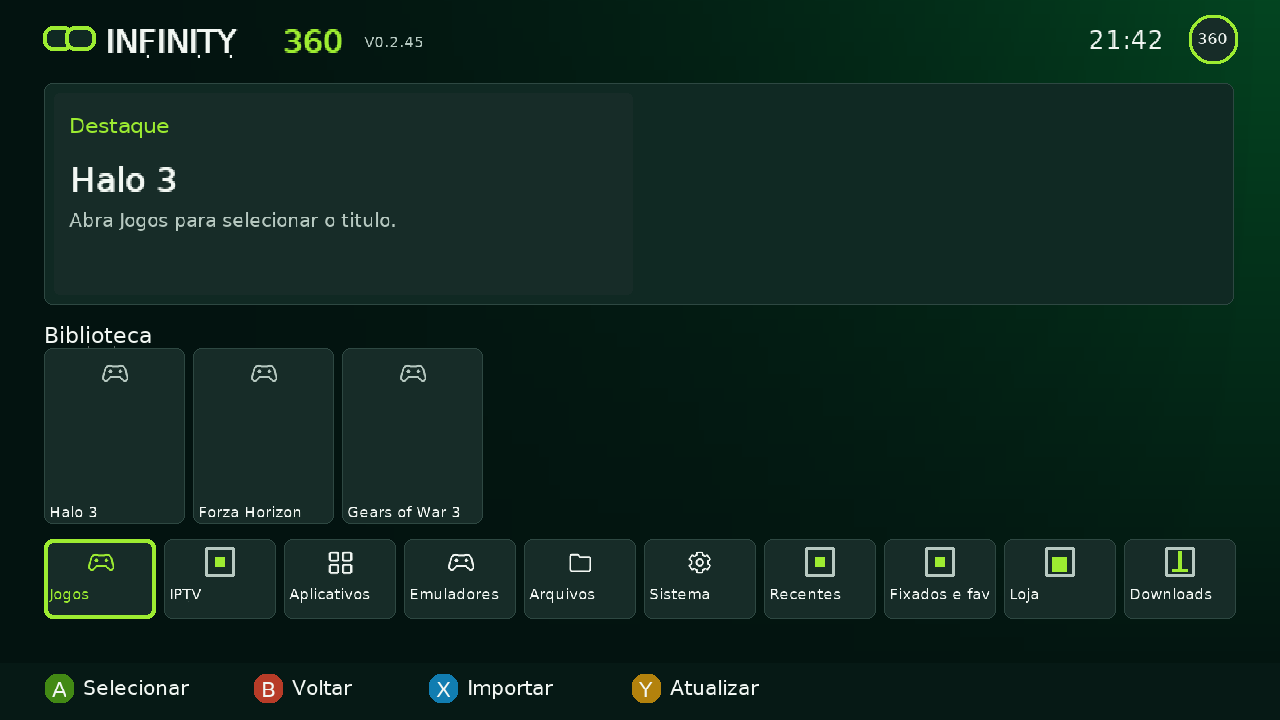 INFINITY 360 V0.2.45 21:42 360
Destaque
Halo 3
Abra Jogos para selecionar o titulo.
Biblioteca
Halo 3 Forza Horizon Gears of War 3
Jogos IPTV Aplicativos Emuladores Arquivos Sistema Recentes Fixados e fav Loja Downloads
A Selecionar B Voltar X Importar Y Atualizar